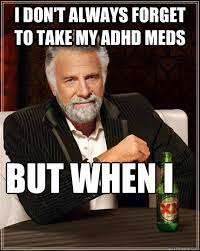 I DON'T ALWAYS FORGET
TO TAKE MY ADHD MEDS
BUT WHEN I